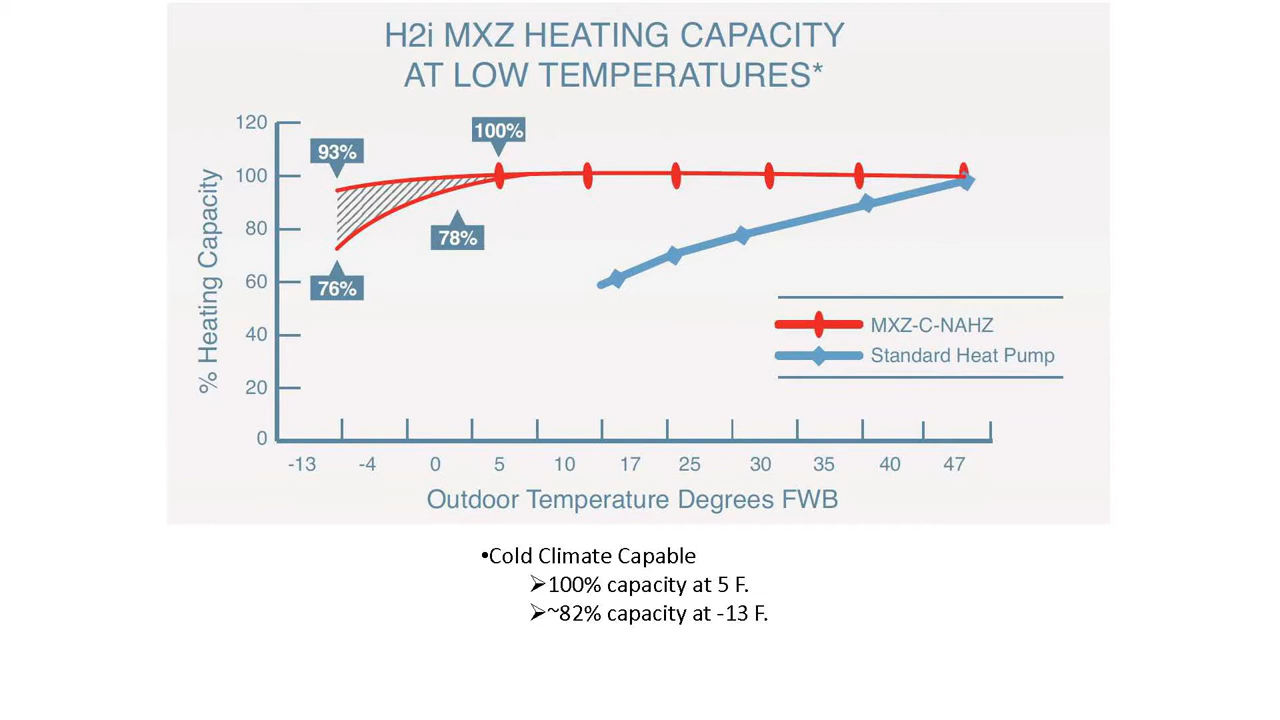 H2i MXZ HEATING CAPACITY
AT LOW TEMPERATURES*
% Heating Capacity
120
100
80
60
40
20
0
93%
100%
78%
76%
MXZ-C-NAHZ
Standard Heat Pump
-13 -4 0 5 10 17 25 30 35 40 47
Outdoor Temperature Degrees FWB
•Cold Climate Capable
➢100% capacity at 5 F.
➢~82% capacity at -13 F.